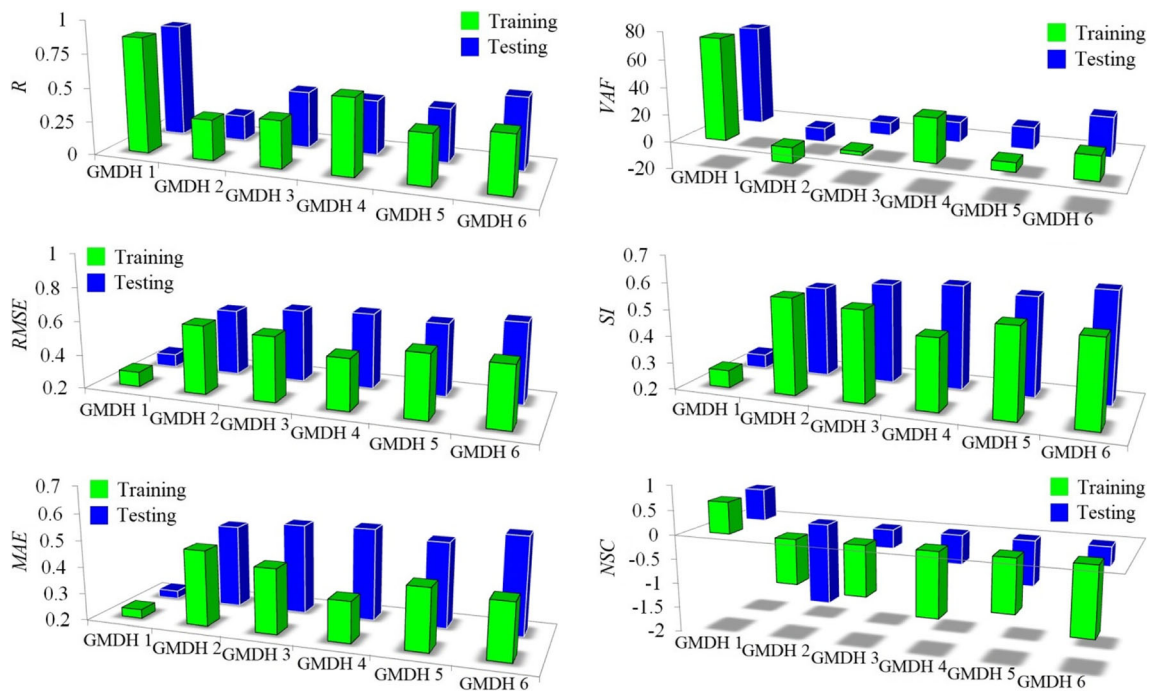 R
1
0.75
0.5
0.25
0
Training
Testing
GMDH 1
GMDH 2
GMDH 3
GMDH 4
GMDH 5
GMDH 6
VAF
80
60
40
20
0
-20
Training
Testing
GMDH 1
GMDH 2
GMDH 3
GMDH 4
GMDH 5
GMDH 6
RMSE
1
0.8
0.6
0.4
0.2
Training
Testing
GMDH 1
GMDH 2
GMDH 3
GMDH 4
GMDH 5
GMDH 6
SI
0.7
0.6
0.5
0.4
0.3
0.2
GMDH 1
GMDH 2
GMDH 3
GMDH 4
GMDH 5
GMDH 6
MAE
0.7
0.6
0.5
0.4
0.3
0.2
Training
Testing
GMDH 1
GMDH 2
GMDH 3
GMDH 4
GMDH 5
GMDH 6
NSC
1
0.5
0
-0.5
-1
-1.5
-2
Training
Testing
GMDH 1
GMDH 2
GMDH 3
GMDH 4
GMDH 5
GMDH 6